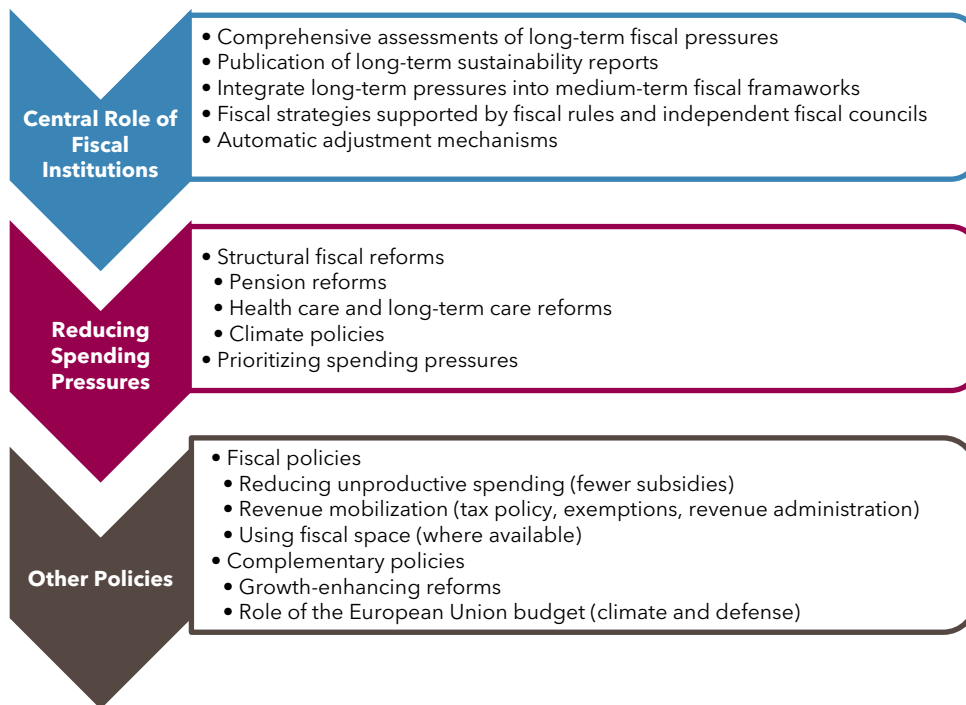 Central Role of
Fiscal
Institutions
• Comprehensive assessments of long-term fiscal pressures
• Publication of long-term sustainability reports
• Integrate long-term pressures into medium-term fiscal framaworks
• Fiscal strategies supported by fiscal rules and independent fiscal councils
• Automatic adjustment mechanisms
Reducing
Spending
Pressures
• Structural fiscal reforms
• Pension reforms
• Health care and long-term care reforms
• Climate policies
• Prioritizing spending pressures
Other Policies
• Fiscal policies
• Reducing unproductive spending (fewer subsidies)
• Revenue mobilization (tax policy, exemptions, revenue administration)
• Using fiscal space (where available)
• Complementary policies
• Growth-enhancing reforms
• Role of the European Union budget (climate and defense)